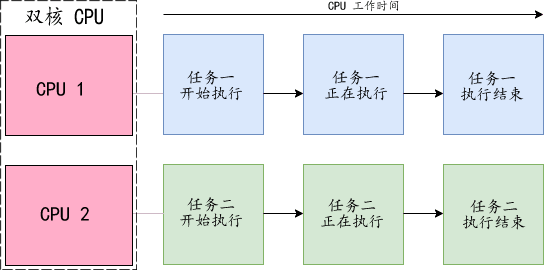 双核 CPU
CPU 工作时间
CPU 1
任务一
开始执行
任务一
正在执行
任务一
执行结束
CPU 2
任务二
开始执行
任务二
正在执行
任务二
执行结束